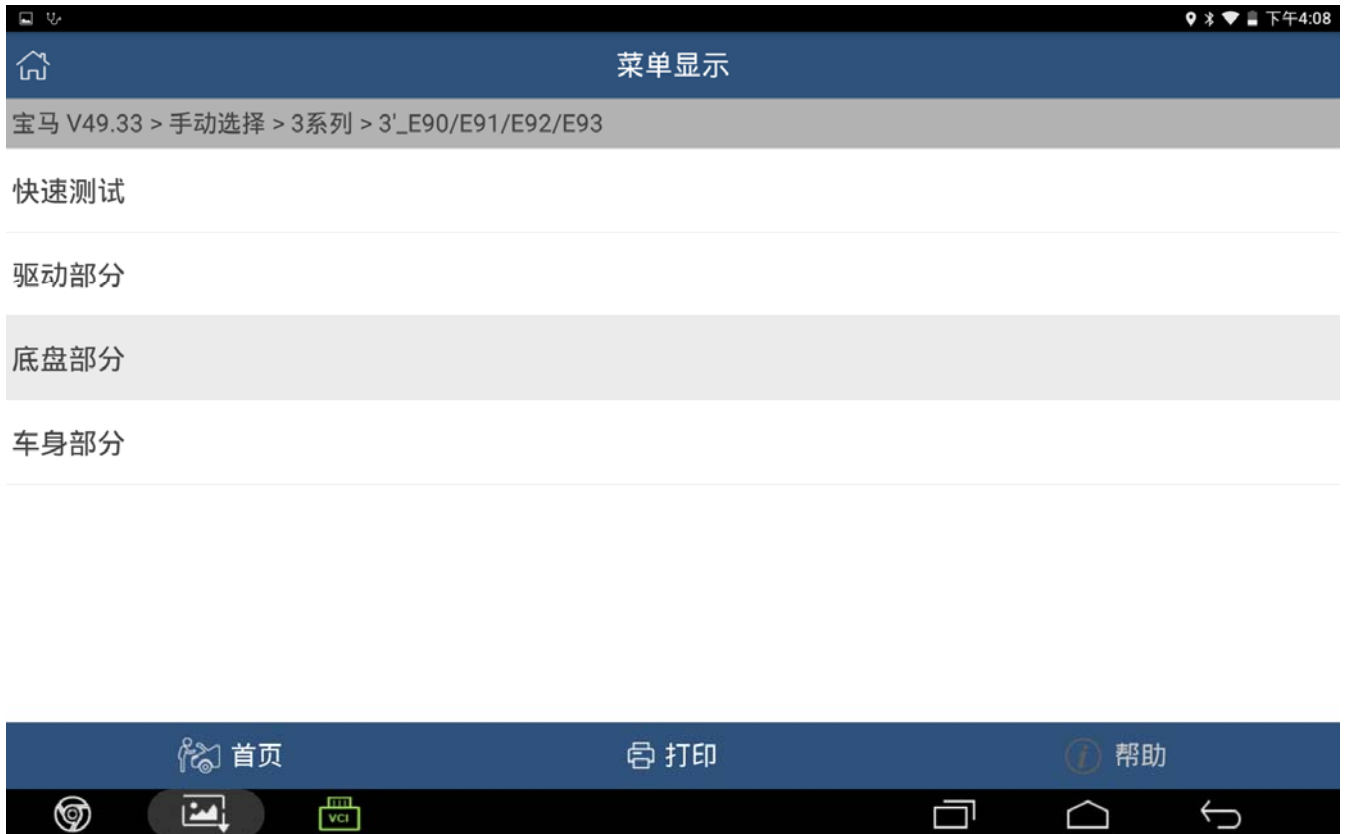 下午4:08
菜单显示
宝马 V49.33 > 手动选择 > 3系列 > 3'_E90/E91/E92/E93
快速测试
驱动部分
底盘部分
车身部分
首页 打印 帮助
VCI